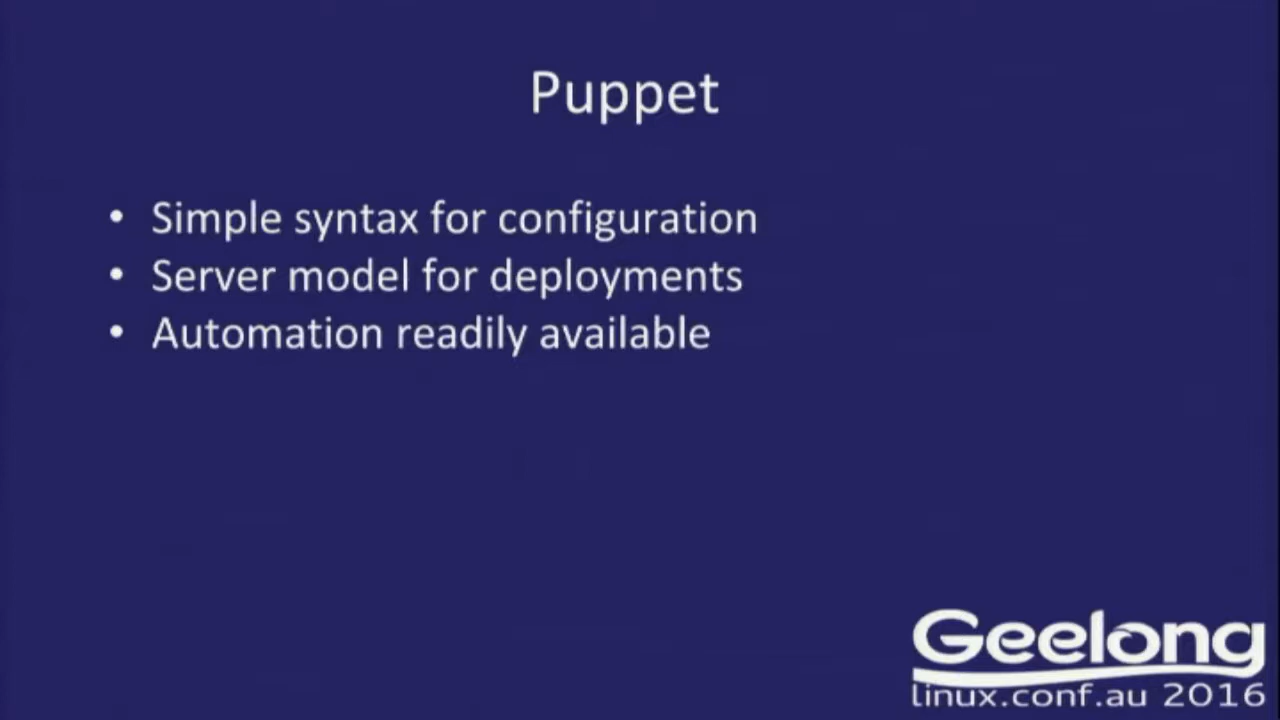 Puppet
• Simple syntax for configuration
• Server model for deployments
• Automation readily available
Geelong
linux.conf.au 2016